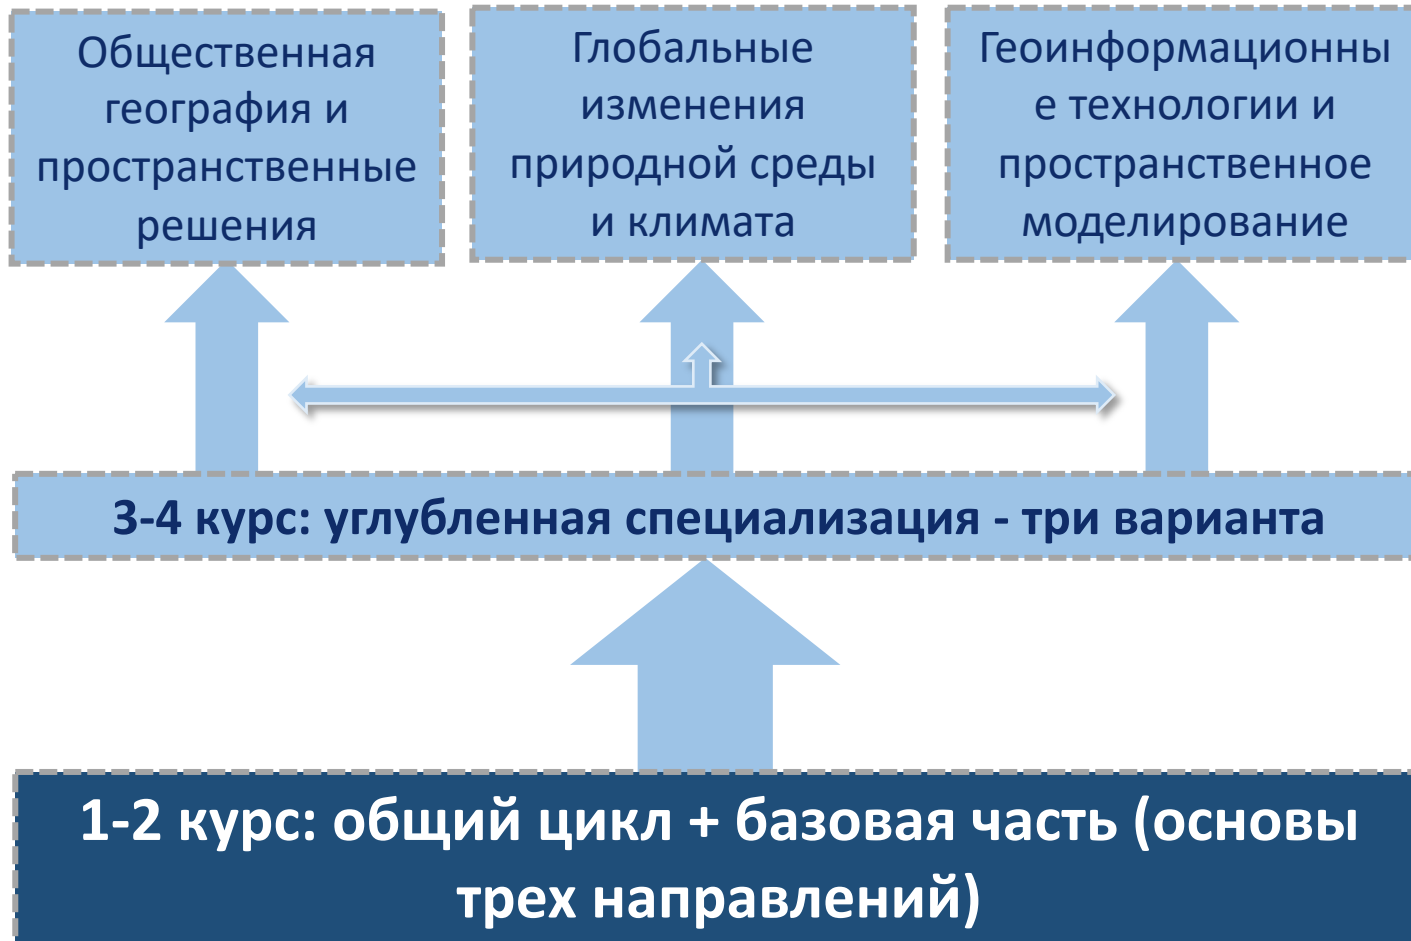 Общественная
география и
пространственные
решения
Глобальные
изменения
природной среды
и климата
Геоинформационны
е технологии и
пространственное
моделирование
3-4 курс: углубленная специализация - три варианта
1-2 курс: общий цикл + базовая часть (основы
трех направлений)